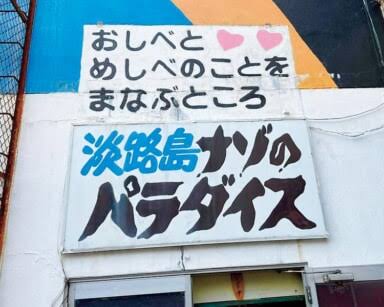 おしべと
めしべのことを
まなぶところ
淡路島ナゾの
パラダイス